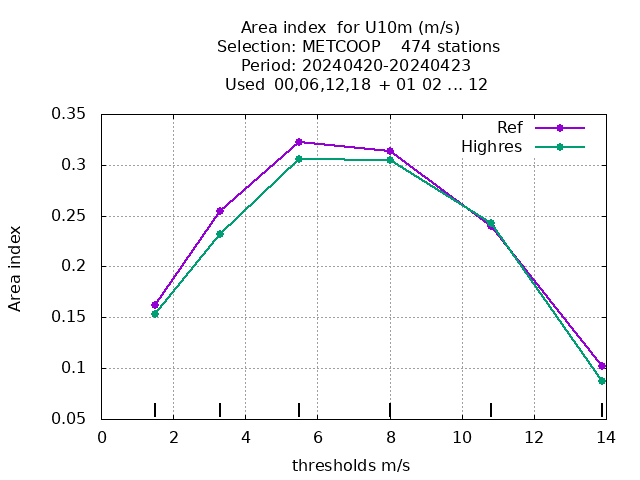 Area index  for U10m (m/s)
Selection: METCOOP    474 stations
Period: 20240420-20240423
Used  00,06,12,18  + 01 02 ... 12
Ref
Highres
0.35
0.3
0.25
0.2
0.15
0.1
0.05
Area index
0 2 4 6 8 10 12 14
thresholds m/s